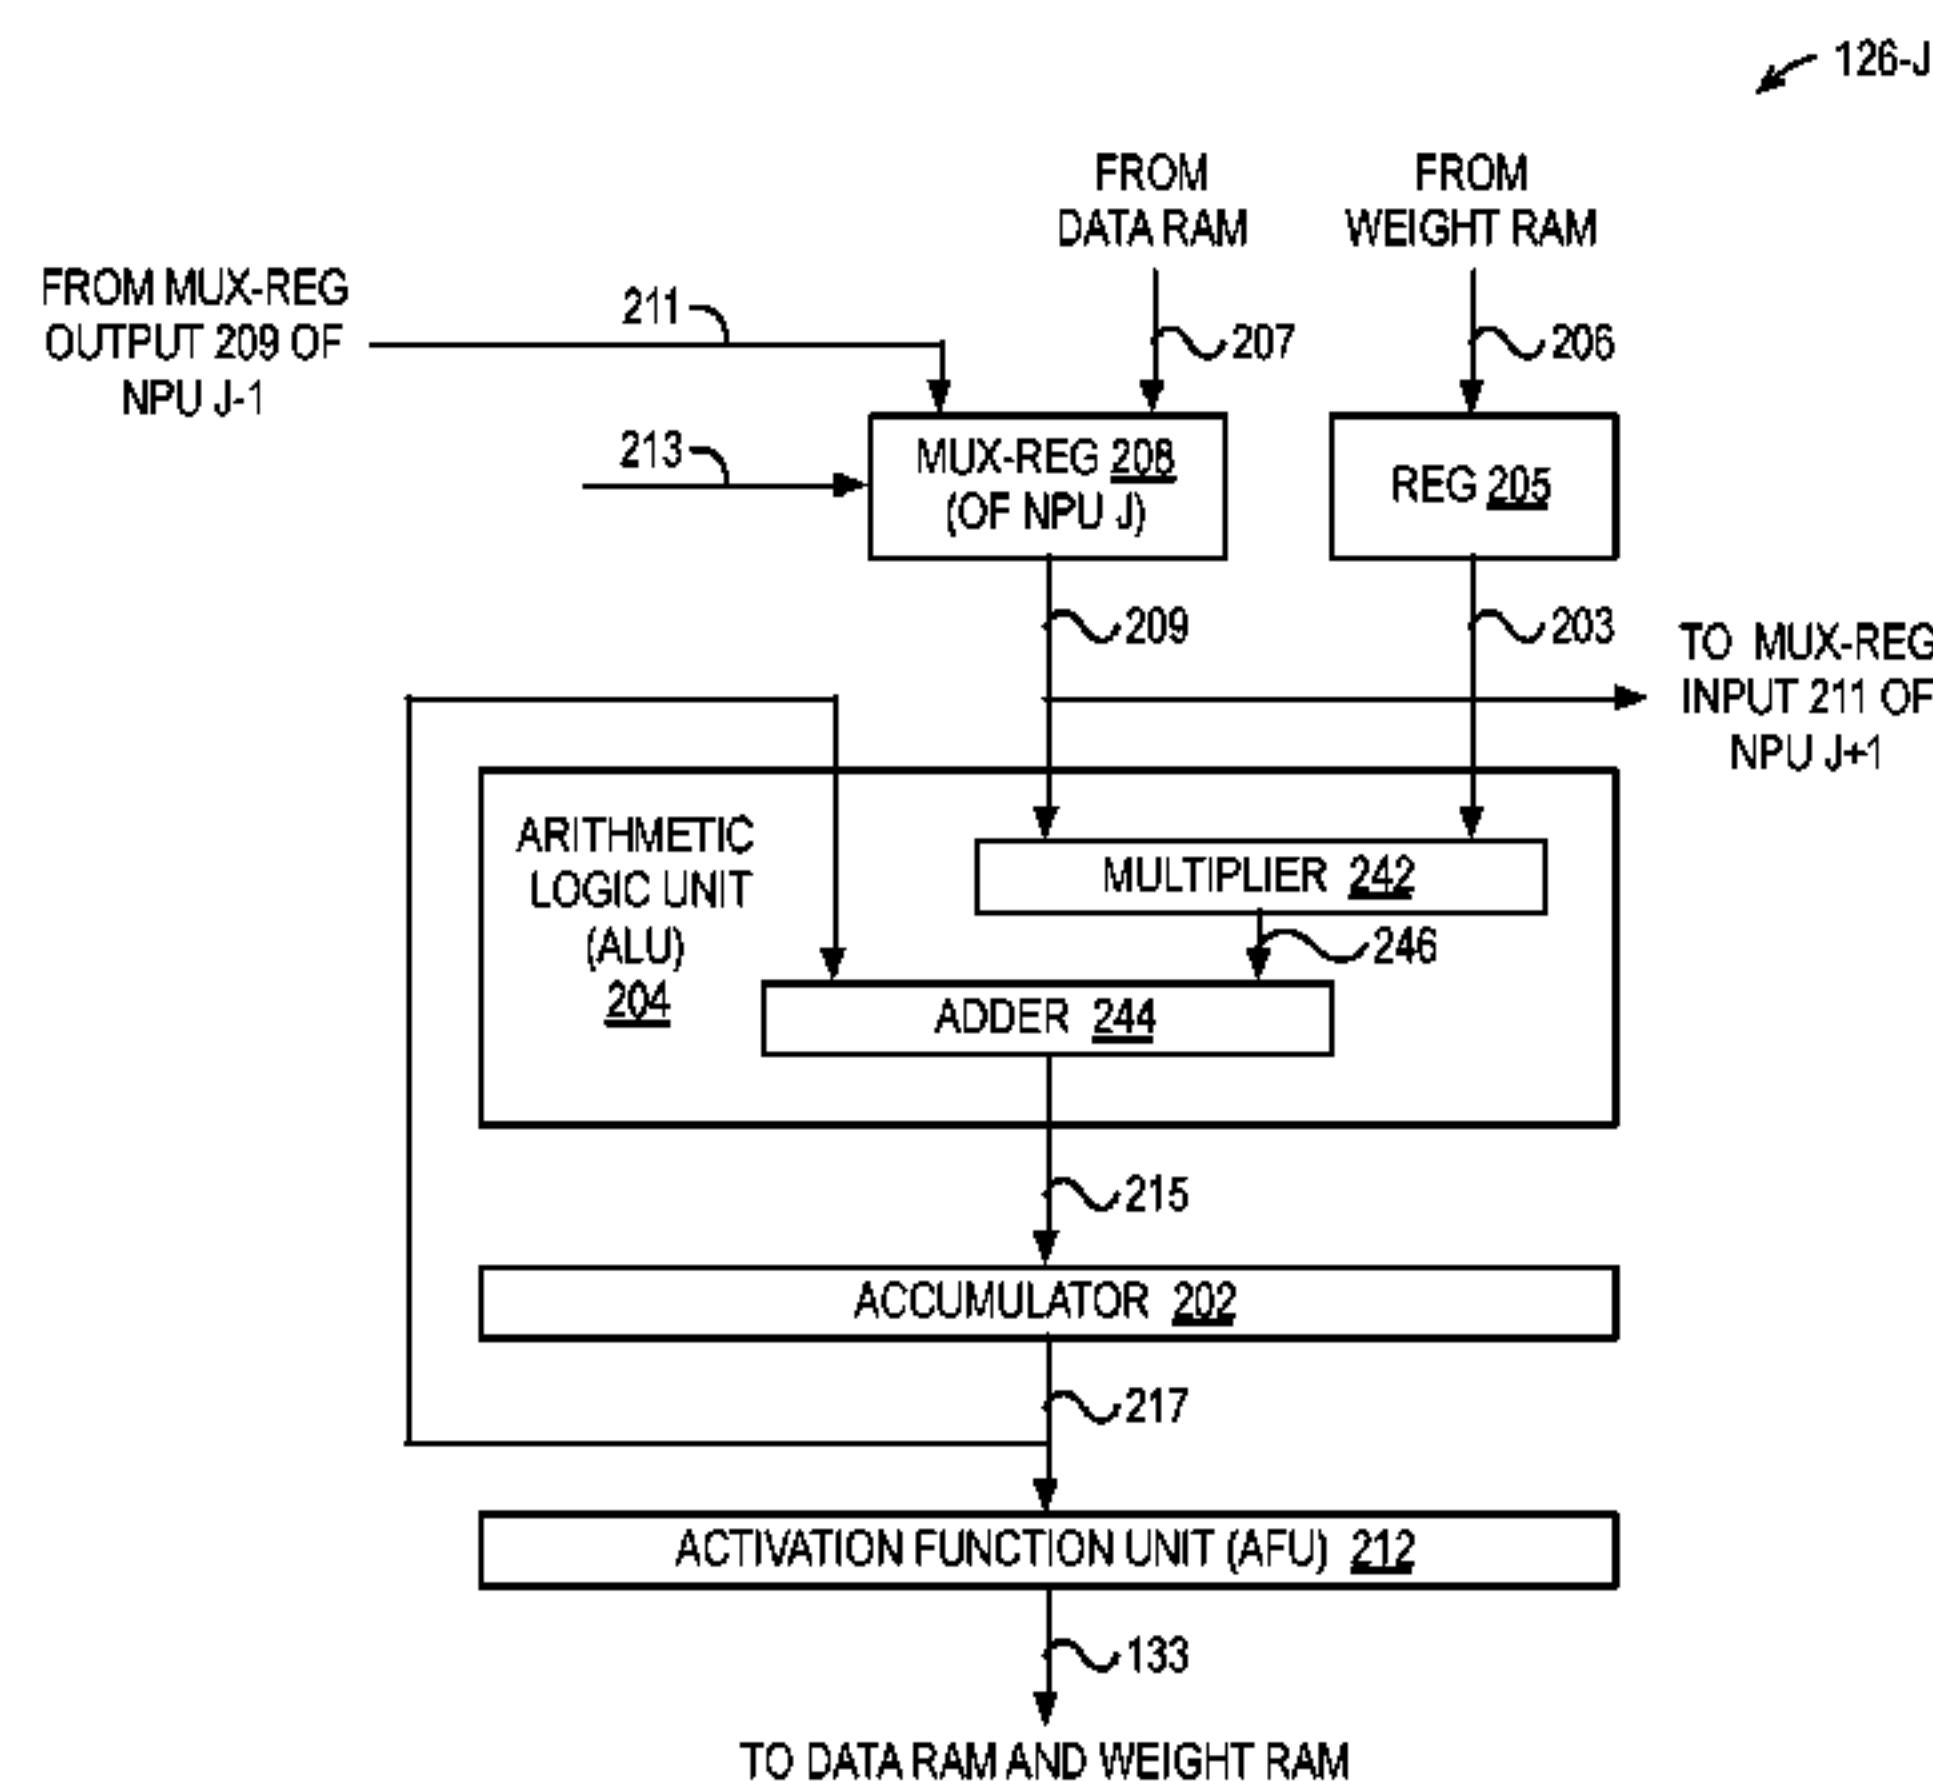 126-J
FROM
DATA RAM
FROM
WEIGHT RAM
FROM MUX-REG
OUTPUT 209 OF
NPU J-1
211
207
206
213
MUX-REG 208
(OF NPU J)
REG 205
209
203
TO MUX-REG
INPUT 211 OF
NPU J+1
ARITHMETIC
LOGIC UNIT
(ALU)
204
MULTIPLIER 242
246
ADDER 244
215
ACCUMULATOR 202
217
ACTIVATION FUNCTION UNIT (AFU) 212
133
TO DATA RAM AND WEIGHT RAM